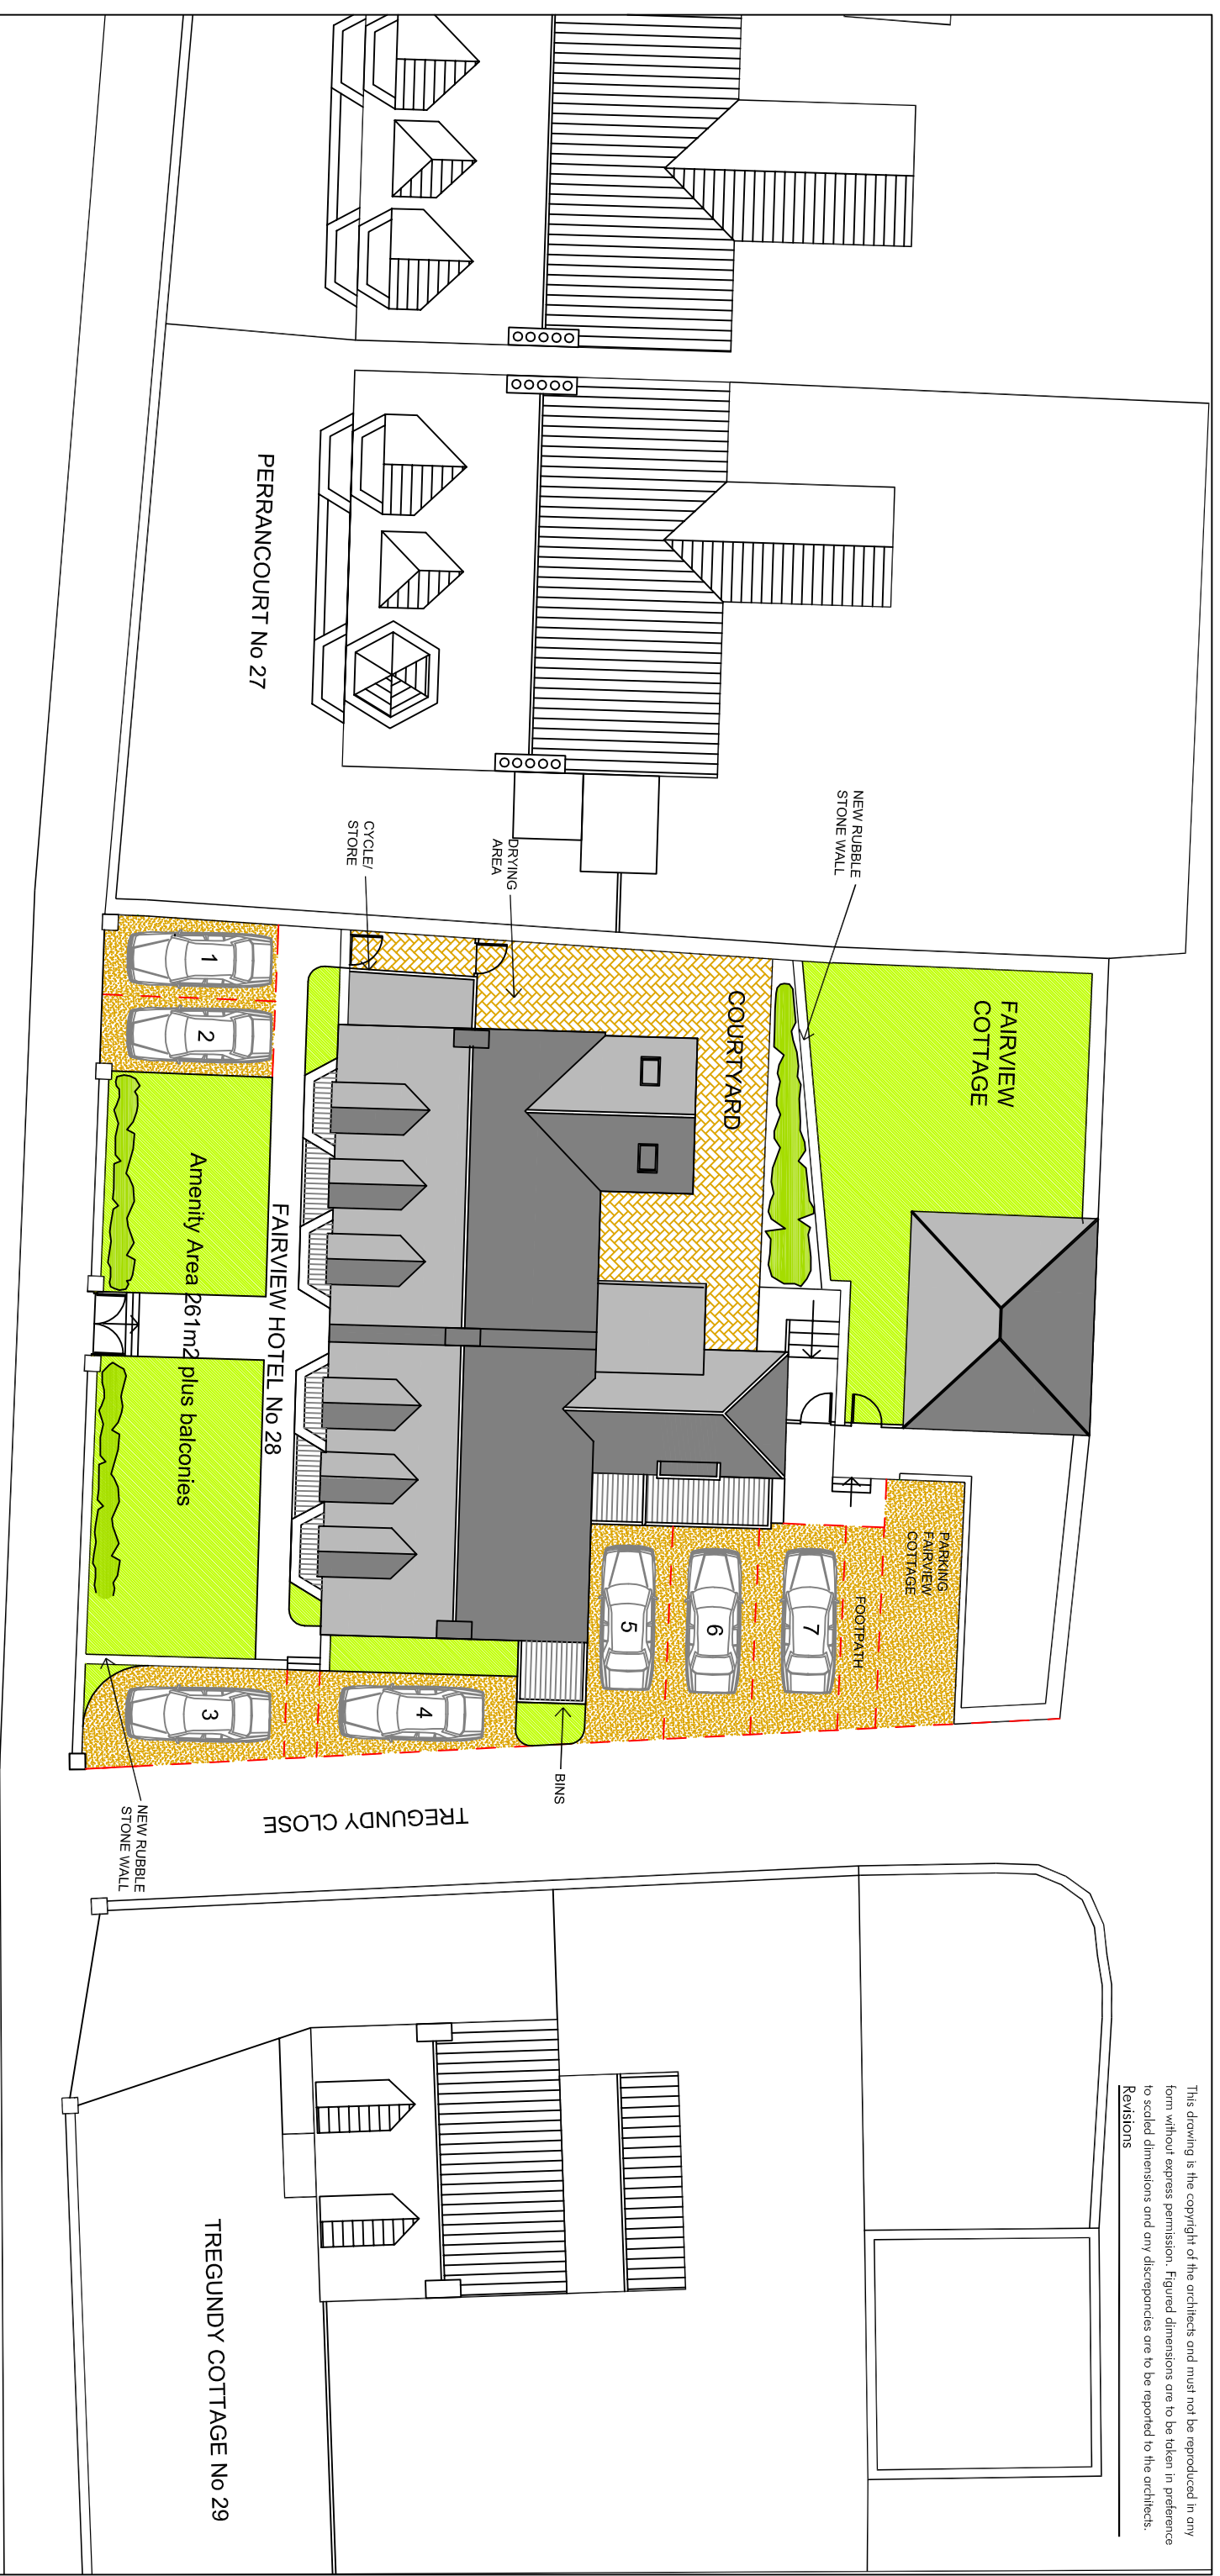 This drawing is the copyright of the architects and must not be reproduced in any
form without express permission. Figured dimensions are to be taken in preference
to scaled dimensions and any discrepancies are to be reported to the architects.
Revisions
NEW RUBBLE
STONE WALL
FAIRVIEW
COTTAGE
PARKING
FAIRVIEW
COTTAGE
FOOTPATH
COURTYARD
7
6
5
DRYING
AREA
BINS
CYCLE/
STORE
4
TREGUNDY CLOSE
PERRANCOURT No 27
FAIRVIEW HOTEL No 28
1
2
3
Amenity Area 261m2 plus balconies
TREGUNDY COTTAGE No 29
NEW RUBBLE
STONE WALL